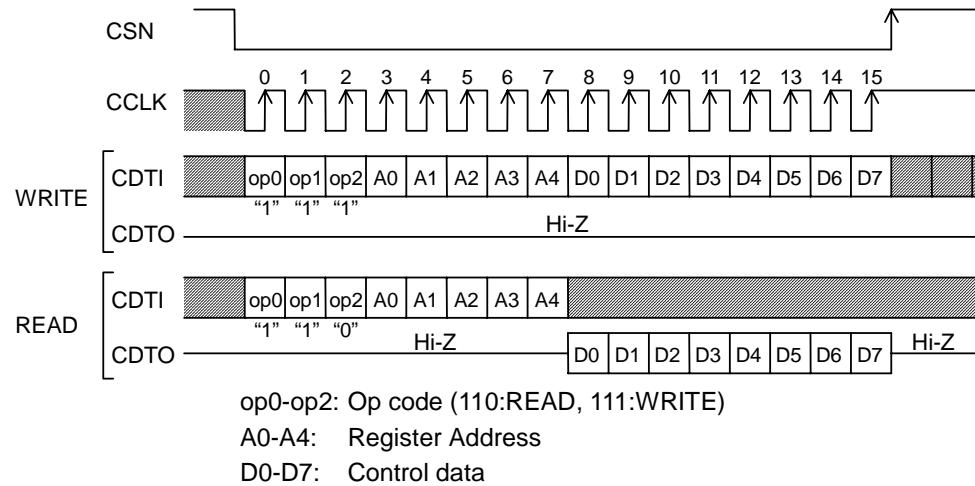 CSN
0 1 2 3 4 5 6 7 8 9 10 11 12 13 14 15
CCLK
WRITE
CDTI op0 op1 op2 A0 A1 A2 A3 A4 D0 D1 D2 D3 D4 D5 D6 D7
“1” “1” “1”
Hi-Z
CDTO
READ
CDTI op0 op1 op2 A0 A1 A2 A3 A4
“1” “1” “0”
Hi-Z Hi-Z
CDTO D0 D1 D2 D3 D4 D5 D6 D7
op0-op2: Op code (110:READ, 111:WRITE)
A0-A4: Register Address
D0-D7: Control data